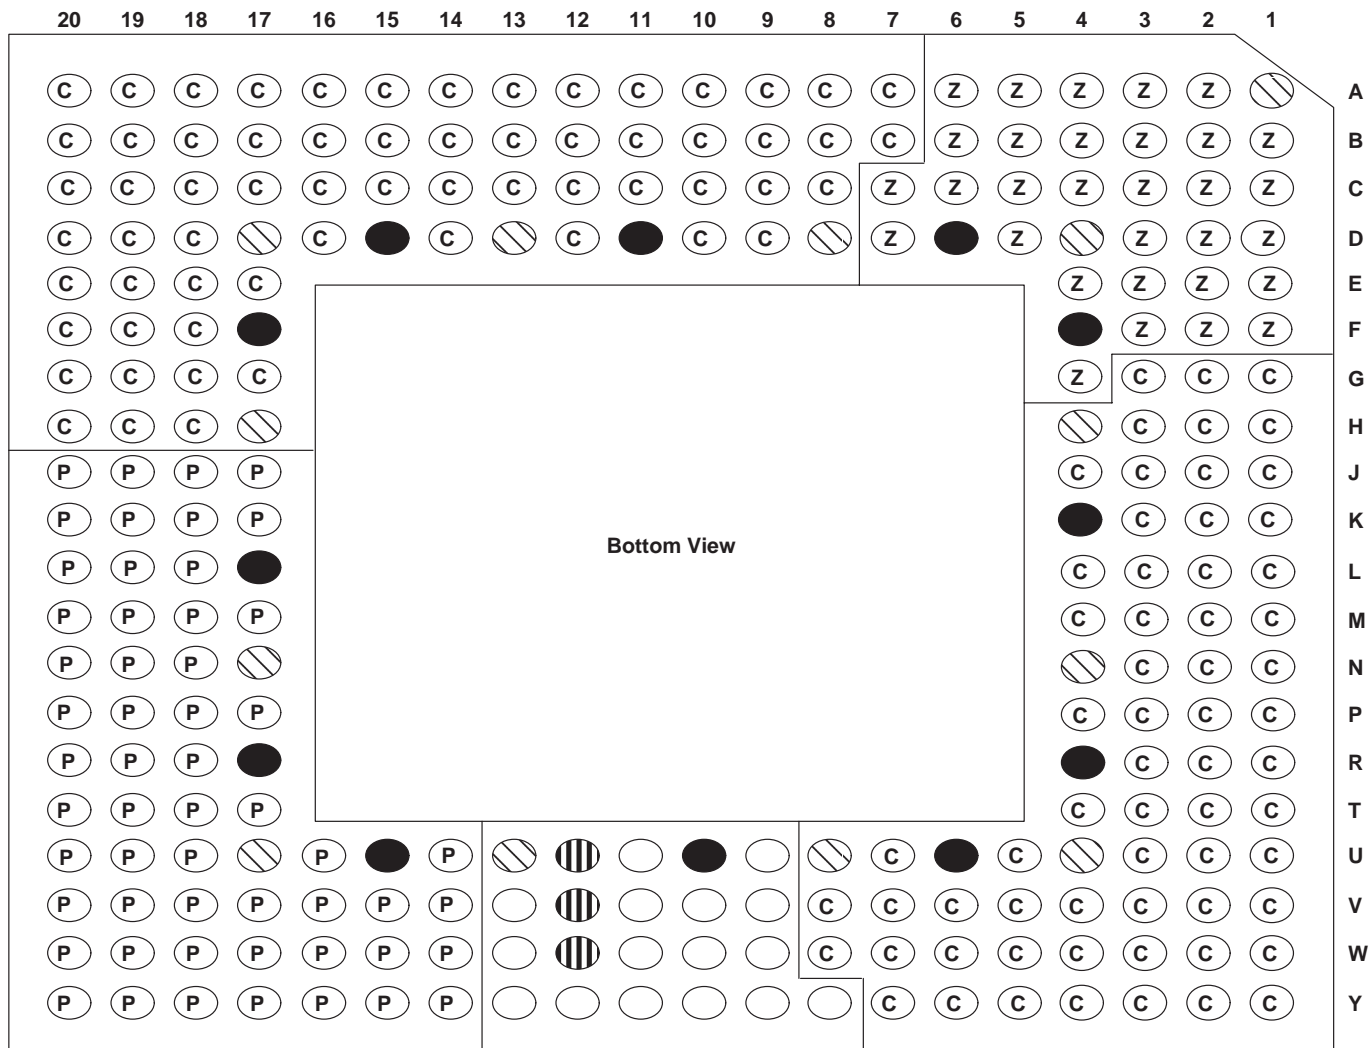 20 19 18 17 16 15 14 13 12 11 10 9 8 7 6 5 4 3 2 1
C C C C C C C C C C C C C C Z Z Z Z Z A
C C C C C C C C C C C C C C Z Z Z Z Z Z B
C C C C C C C C C C C C C Z Z Z Z Z Z Z C
C C C C C C C C Z Z Z Z Z D
C C C C Z Z Z Z E
C C C Z Z Z F
C C C C Z C C C G
C C C C C C H
P P P P C C C C J
P P P P C C C K
Bottom View
P P P C C C C L
P P P P C C C C M
P P P C C C N
P P P P C C C C P
P P P C C C R
P P P P C C C C T
P P P P P C C C C C U
P P P P P P P C C C C C C C C V
P P P P P P P C C C C C C C C W
P P P P P P P C C C C C C C Y